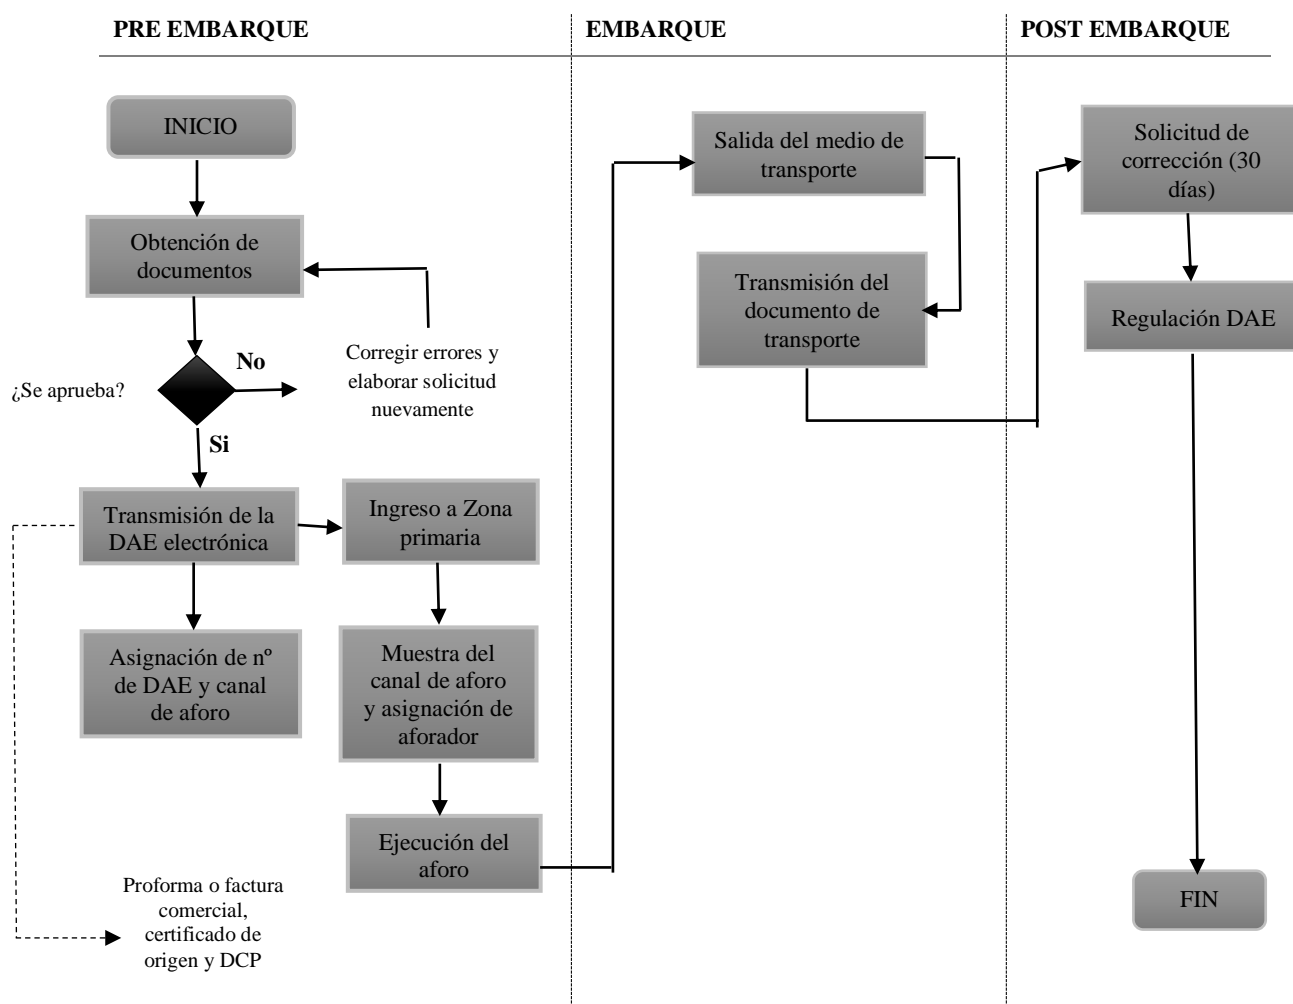 PRE EMBARQUE
EMBARQUE
POST EMBARQUE
INICIO
Obtención de
documentos
¿Se aprueba?
No
Corregir errores y
elaborar solicitud
nuevamente
Si
Transmisión de la
DAE electrónica
Ingreso a Zona
primaria
Asignación de nº
de DAE y canal
de aforo
Muestra del
canal de aforo
y asignación de
aforador
Ejecución del
aforo
Proforma o factura
comercial,
certificado de
origen y DCP
Salida del medio de
transporte
Transmisión del
documento de
transporte
Solicitud de
corrección (30
días)
Regulación DAE
FIN